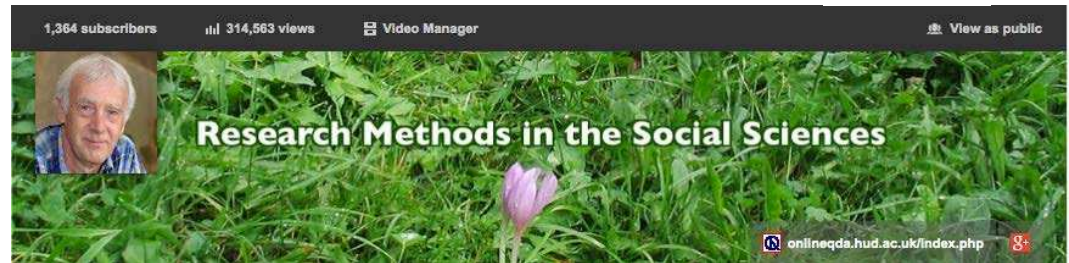 1,364 subscribers 314,563 views Video Manager View as public
Research Methods in the Social Sciences
onlineqda.hud.ac.uk/index.php g+